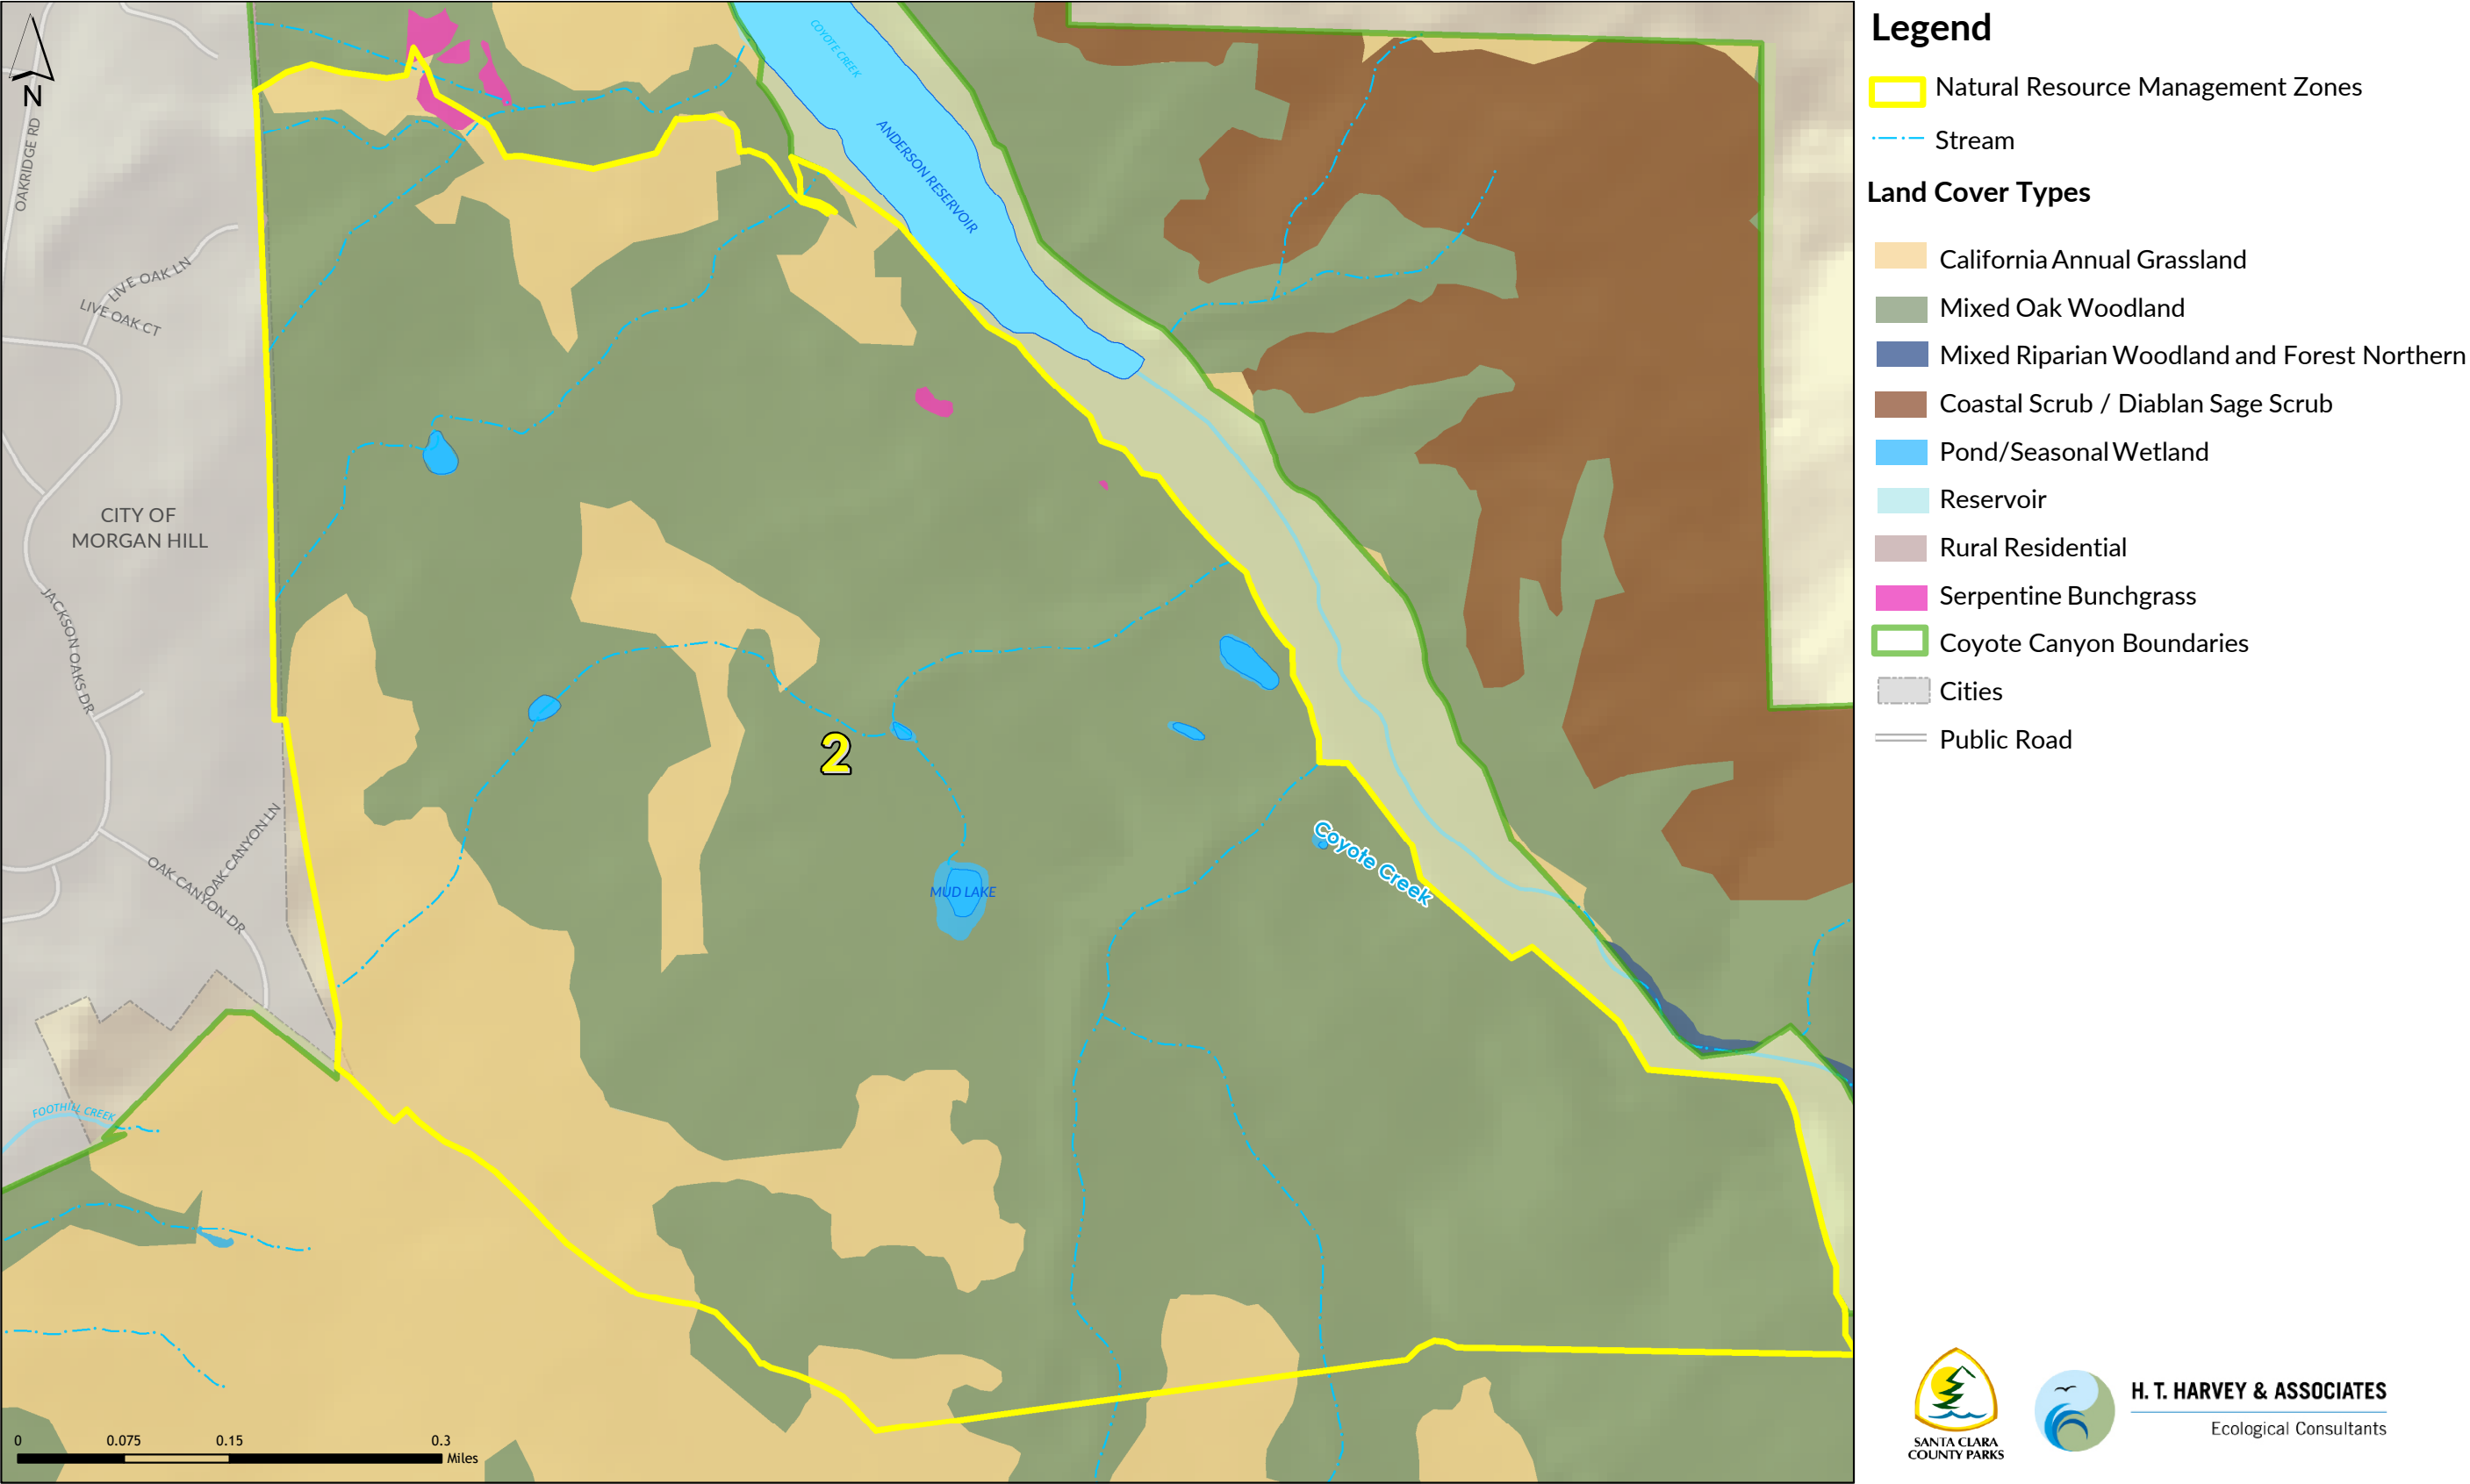 N
OAKRIDGE RD
COYOTE CREEK
ANDERSON RESERVOIR
LIVE OAK LN
LIVE OAK CT
CITY OF
MORGAN HILL
JACKSON OAKS DR
2
OAK CANYON LN
OAK CANYON DR
MUD LAKE
Coyote Creek
FOOTHILL CREEK
0 0.075 0.15 0.3
Miles
Legend
Natural Resource Management Zones
Stream
Land Cover Types
California Annual Grassland
Mixed Oak Woodland
Mixed Riparian Woodland and Forest Northern
Coastal Scrub / Diablan Sage Scrub
Pond/Seasonal Wetland
Reservoir
Rural Residential
Serpentine Bunchgrass
Coyote Canyon Boundaries
Cities
Public Road
SANTA CLARA
COUNTY PARKS
H. T. HARVEY & ASSOCIATES
Ecological Consultants